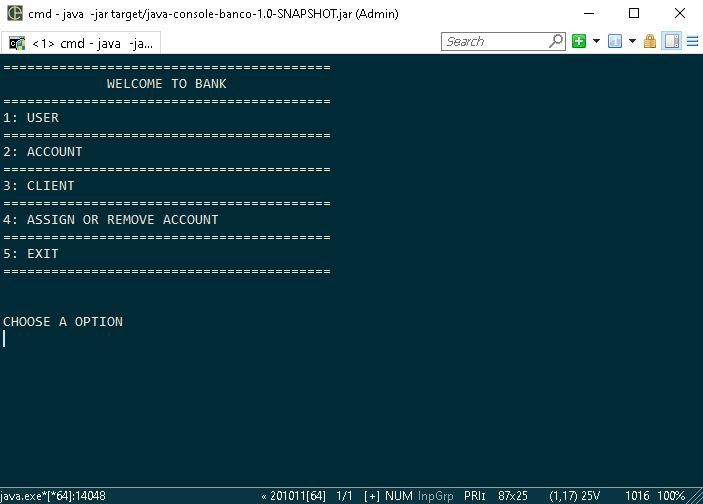 cmd - java  -jar target/java-console-banco-1.0-SNAPSHOT.jar (Admin)
<1> cmd - java  -ja...
Search
=========================================
WELCOME TO BANK
=========================================
1: USER
=========================================
2: ACCOUNT
=========================================
3: CLIENT
=========================================
4: ASSIGN OR REMOVE ACCOUNT
=========================================
5: EXIT
=========================================
CHOOSE A OPTION
java.exe*[*64]:14048 « 201011[64] 1/1 [+] NUM InpGrp PRI↕ 87x25 (1,17) 25V 1016 100%